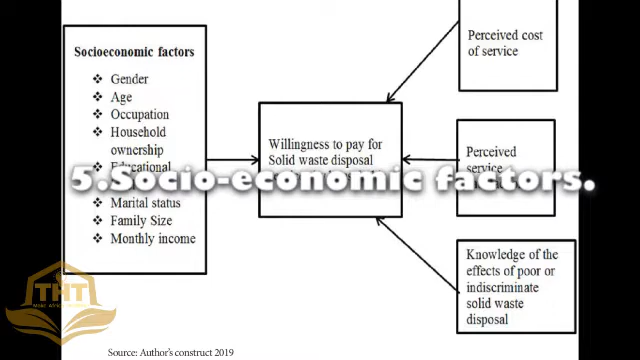 Socioeconomic factors
❖ Gender
❖ Age
❖ Occupation
❖ Household
ownership
❖ Educational
❖ Marital status
❖ Family Size
❖ Monthly income
Willingness to pay for
Solid waste disposal
Perceived cost
of service
Perceived
service
Knowledge of the
effects of poor or
indiscriminate
solid waste
disposal
5.Socio-economic factors.
THT
Source: Author's construct 2019